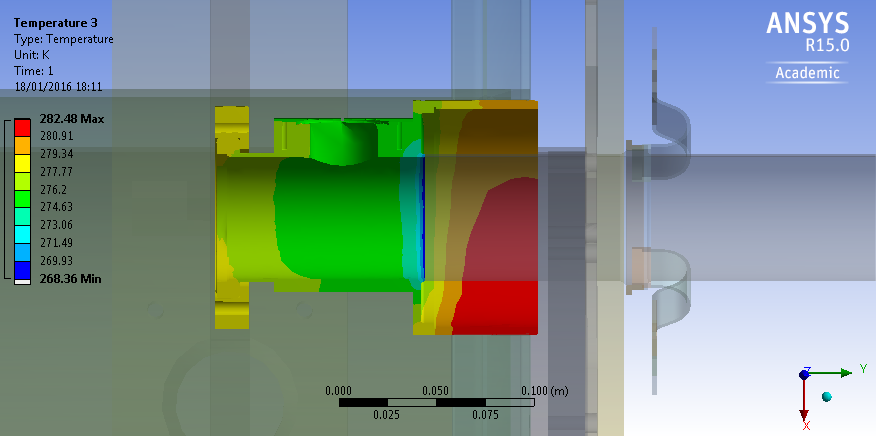 Temperature 3
Type: Temperature
Unit: K
Time: 1
18/01/2016 18:11
282.48 Max
280.91
279.34
277.77
276.2
274.63
273.06
271.49
269.93
268.36 Min
ANSYS
R15.0
Academic
0.000 0.050 0.100 (m)
0.025 0.075
Z Y
X